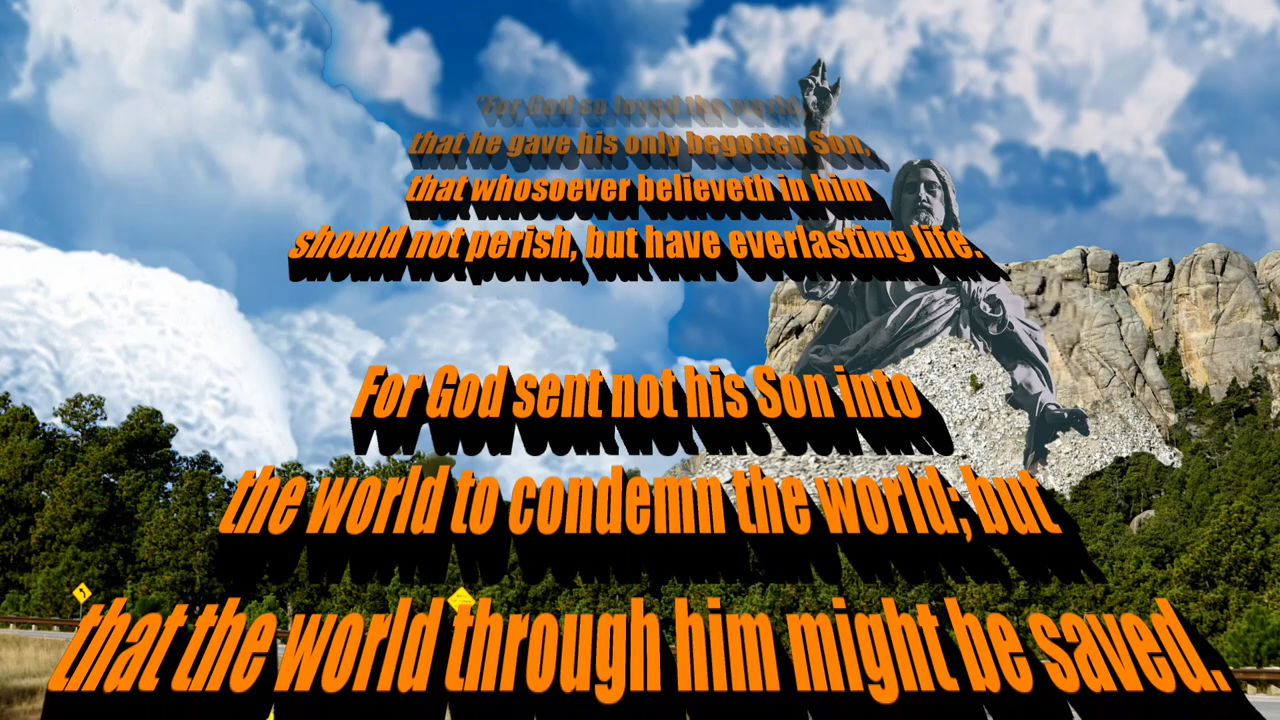 "For God so loved the world,
that he gave his only begotten Son,
that whosoever believeth in him
should not perish, but have everlasting life.
For God sent not his Son into
the world to condemn the world; but
that the world through him might be saved.